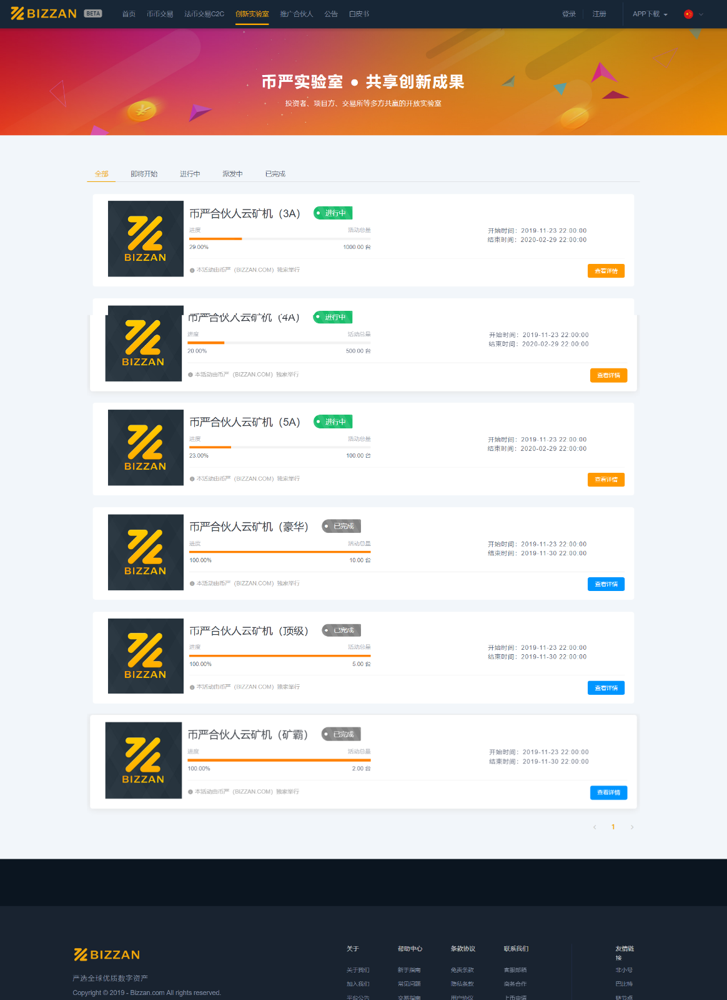 BIZZAN BETA 首页 币币交易 法币交易C2C 创新实验室 推广合伙人 公告 白皮书 登录 注册 APP下载
币严实验室 ● 共享创新成果
投资者、项目方、交易所等多方共赢的开放实验室
全部 即将开始 进行中 派发中 已完成
BIZZAN
币严合伙人云矿机（3A） 进行中
进度 活动总量
29.00% 1000.00 台
开始时间：2019-11-23 22:00:00
结束时间：2020-02-29 22:00:00
本活动由币严（BIZZAN.COM）独家举行
查看详情
BIZZAN
币严合伙人云矿机（4A） 进行中
进度 活动总量
20.00% 500.00 台
开始时间：2019-11-23 22:00:00
结束时间：2020-02-29 22:00:00
本活动由币严（BIZZAN.COM）独家举行
查看详情
BIZZAN
币严合伙人云矿机（5A） 进行中
进度 活动总量
23.00% 100.00 台
开始时间：2019-11-23 22:00:00
结束时间：2020-02-29 22:00:00
本活动由币严（BIZZAN.COM）独家举行
查看详情
BIZZAN
币严合伙人云矿机（豪华） 已完成
进度 活动总量
100.00% 10.00 台
开始时间：2019-11-23 22:00:00
结束时间：2019-11-30 22:00:00
本活动由币严（BIZZAN.COM）独家举行
查看详情
BIZZAN
币严合伙人云矿机（顶级） 已完成
进度 活动总量
100.00% 5.00 台
开始时间：2019-11-23 22:00:00
结束时间：2019-11-30 22:00:00
本活动由币严（BIZZAN.COM）独家举行
查看详情
BIZZAN
币严合伙人云矿机（矿霸） 已完成
进度 活动总量
100.00% 2.00 台
开始时间：2019-11-23 22:00:00
结束时间：2019-11-30 22:00:00
本活动由币严（BIZZAN.COM）独家举行
查看详情
1
BIZZAN
严选全球优质数字资产
Copyright © 2019 - Bizzan.com All rights reserved.
关于
关于我们
加入我们
平台公告
帮助中心
新手指南
常见问题
交易指南
条款协议
免责条款
隐私条款
用户协议
联系我们
客服邮箱
商务合作
上币申请
友情链
接
非小号
巴比特
链节点